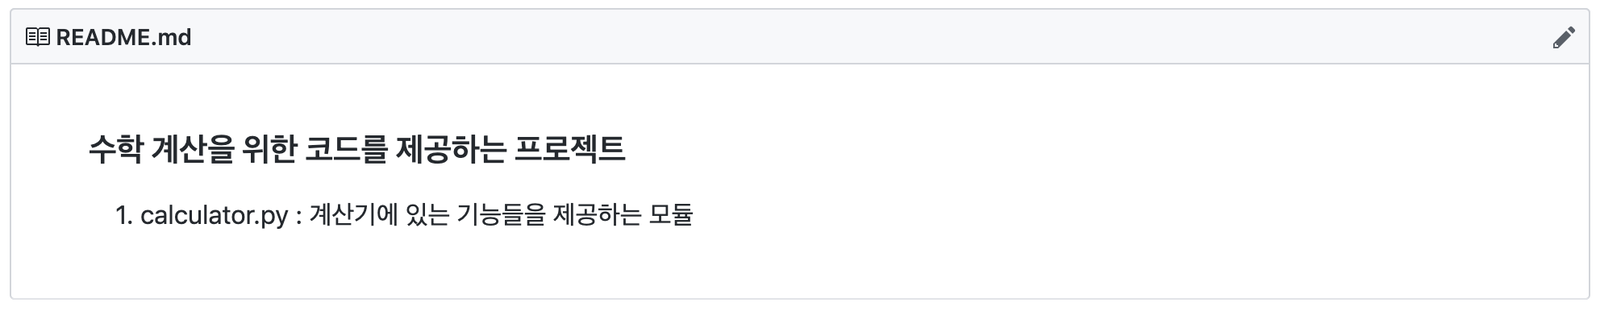 README.md
수학 계산을 위한 코드를 제공하는 프로젝트
1. calculator.py : 계산기에 있는 기능들을 제공하는 모듈